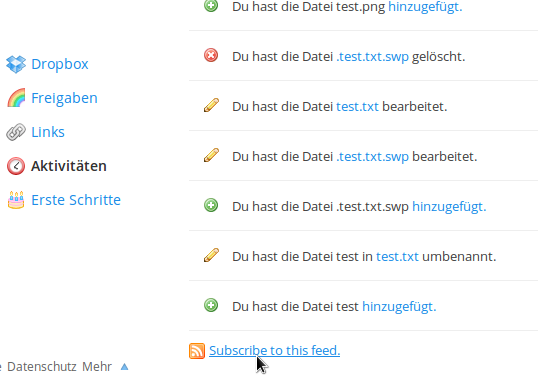 Du hast die Datei test.png hinzugefügt.
Du hast die Datei .test.txt.swp gelöscht.
Dropbox
Freigaben
Du hast die Datei test.txt bearbeitet.
Links
Du hast die Datei .test.txt.swp bearbeitet.
Aktivitäten
Erste Schritte
Du hast die Datei .test.txt.swp hinzugefügt.
Du hast die Datei test in test.txt umbenannt.
Du hast die Datei test hinzugefügt.
Subscribe to this feed.
Datenschutz Mehr